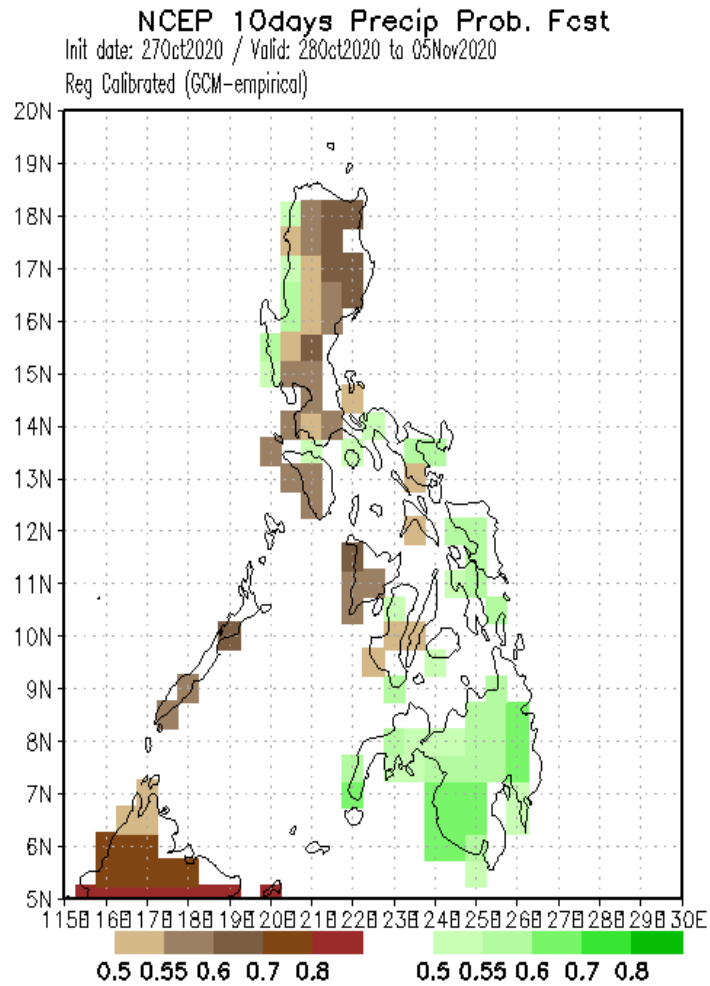 NCEP 10days Precip Prob. Fcst
Init date: 27Oct2020 / Valid: 28Oct2020 to 05Nov2020
Reg Calibrated (GCM-empirical)
20N
19N
18N
17N
16N
15N
14N
13N
12N
11N
10N
9N
8N
7N
6N
5N
115E 116E 117E 118E 119E 120E 121E 122E 123E 124E 125E 126E 127E 128E 129E 130E
0.5 0.55 0.6 0.7 0.8 0.5 0.55 0.6 0.7 0.8